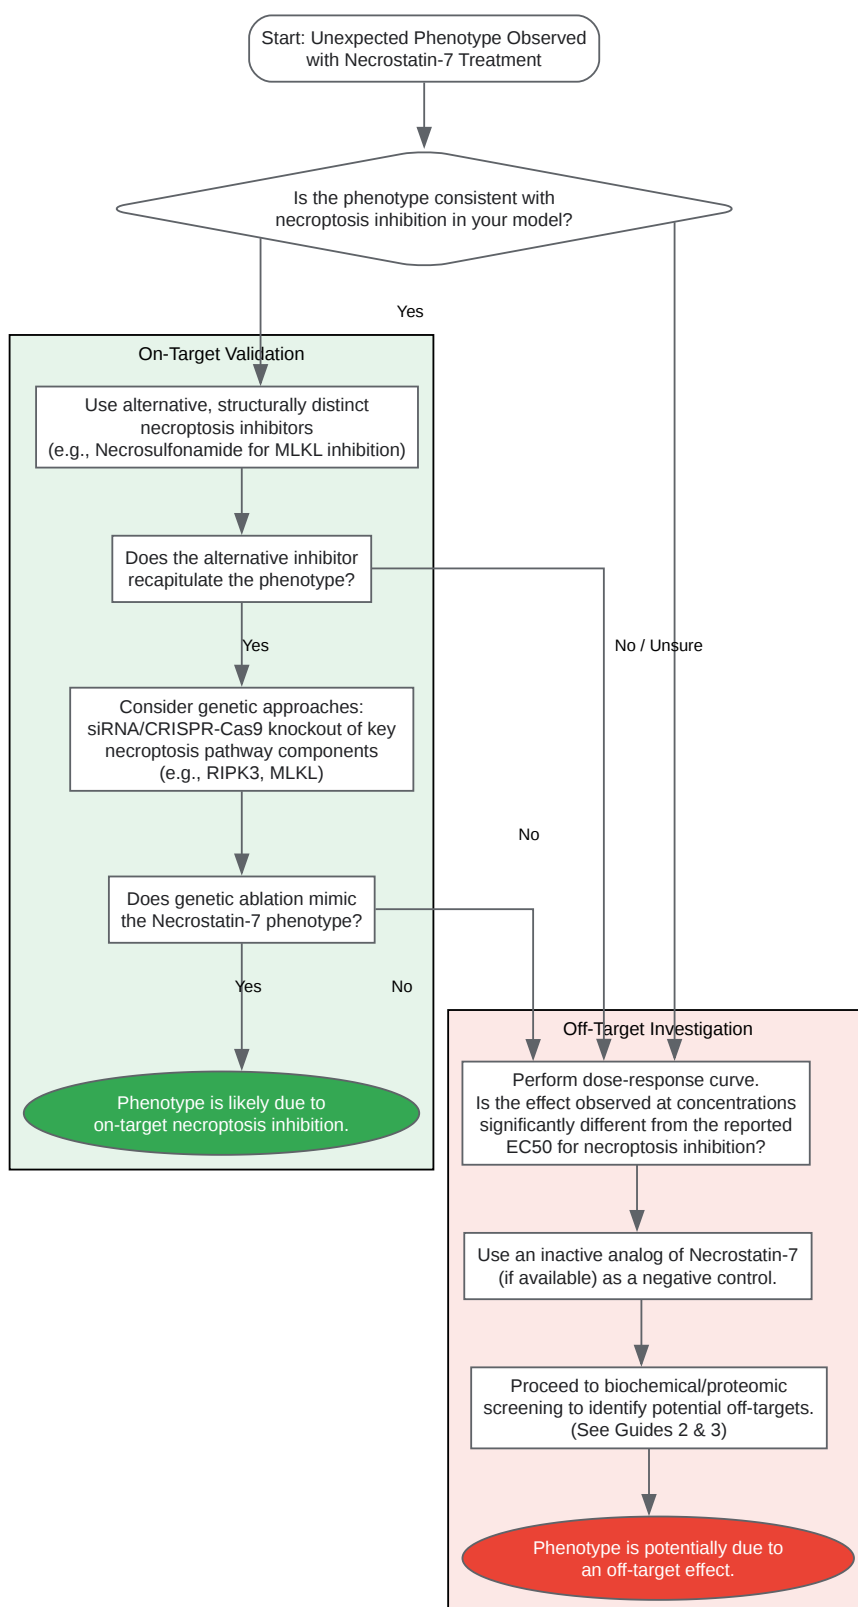 Start: Unexpected Phenotype Observed
with Necrostatin-7 Treatment
Is the phenotype consistent with
necroptosis inhibition in your model?
Yes
On-Target Validation
Use alternative, structurally distinct
necroptosis inhibitors
(e.g., Necrosulfonamide for MLKL inhibition)
Does the alternative inhibitor
recapitulate the phenotype?
Yes
No / Unsure
Consider genetic approaches:
siRNA/CRISPR-Cas9 knockout of key
necroptosis pathway components
(e.g., RIPK3, MLKL)
No
Does genetic ablation mimic
the Necrostatin-7 phenotype?
Yes
No
Phenotype is likely due to
on-target necroptosis inhibition.
Off-Target Investigation
Perform dose-response curve.
Is the effect observed at concentrations
significantly different from the reported
EC50 for necroptosis inhibition?
Use an inactive analog of Necrostatin-7
(if available) as a negative control.
Proceed to biochemical/proteomic
screening to identify potential off-targets.
(See Guides 2 & 3)
Phenotype is potentially due to
an off-target effect.